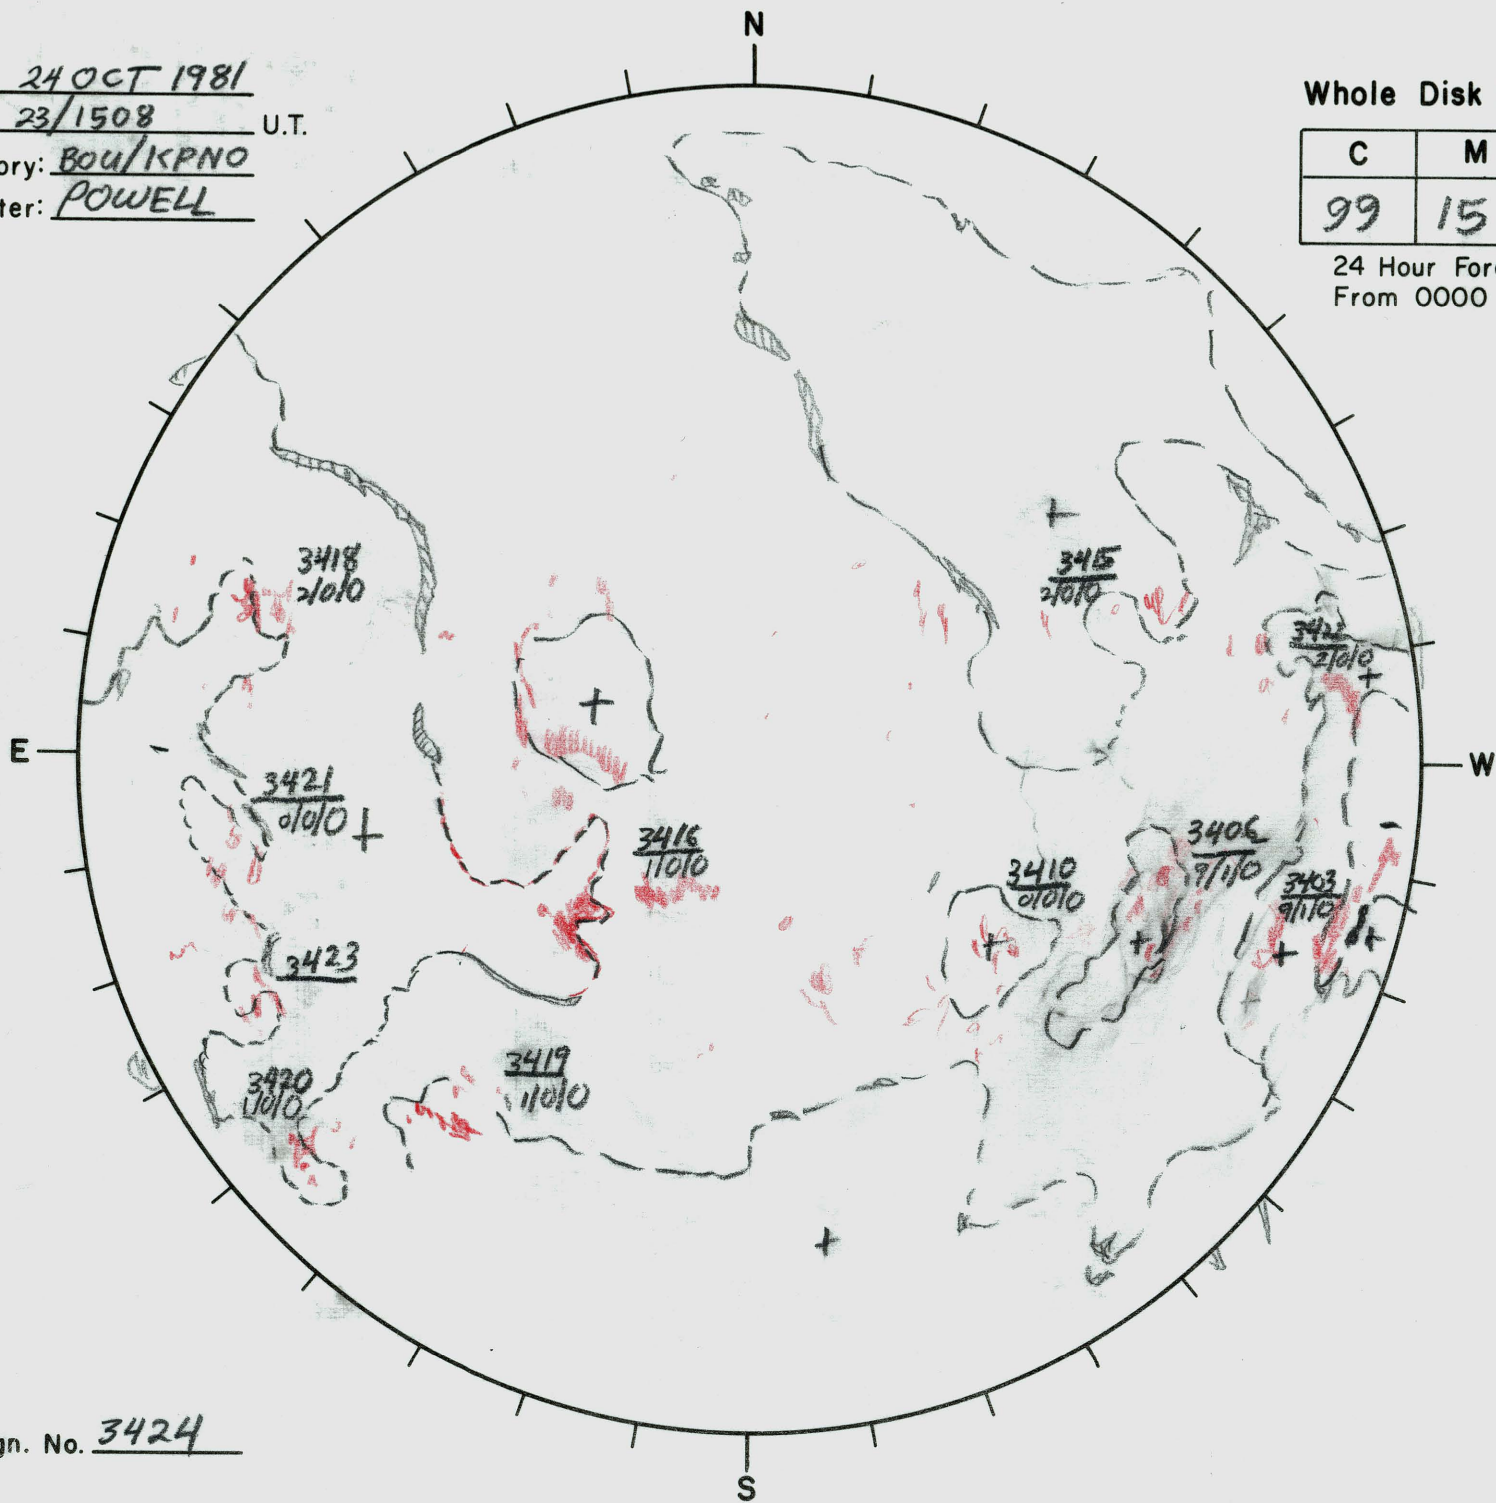 N
24 OCT 1981
23/1508 U.T.
ory: BOU/KPNO
ter: POWELL
Whole Disk
C M
99 15
24 Hour Fore
From 0000
3418
2/0/0
3415
2/0/0
3422
2/0/0
E
W
3421
0/0/0
3416
1/0/0
3406
9/1/0
3410
0/0/0
3403
9/1/0
3423
3419
1/0/0
3420
1/0/0
gn. No. 3424
S